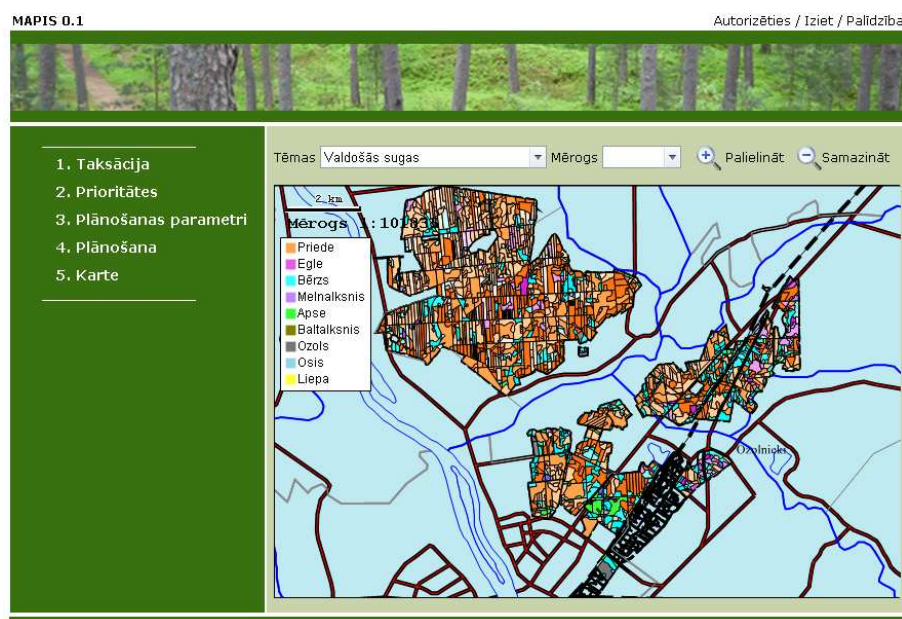 MAPIS 0.1
Autorizēties / Iziet / Palīdzība
1. Taksācija
2. Prioritātes
3. Plānošanas parametri
4. Plānošana
5. Karte
Tēmas Valdošās sugas Mērogs Palielināt Samazināt
2 km
Mērogs
Priede
Egle
Bērzs
Melnalksnis
Apse
Baltalksnis
Ozols
Osis
Liepa
Ozolnieki